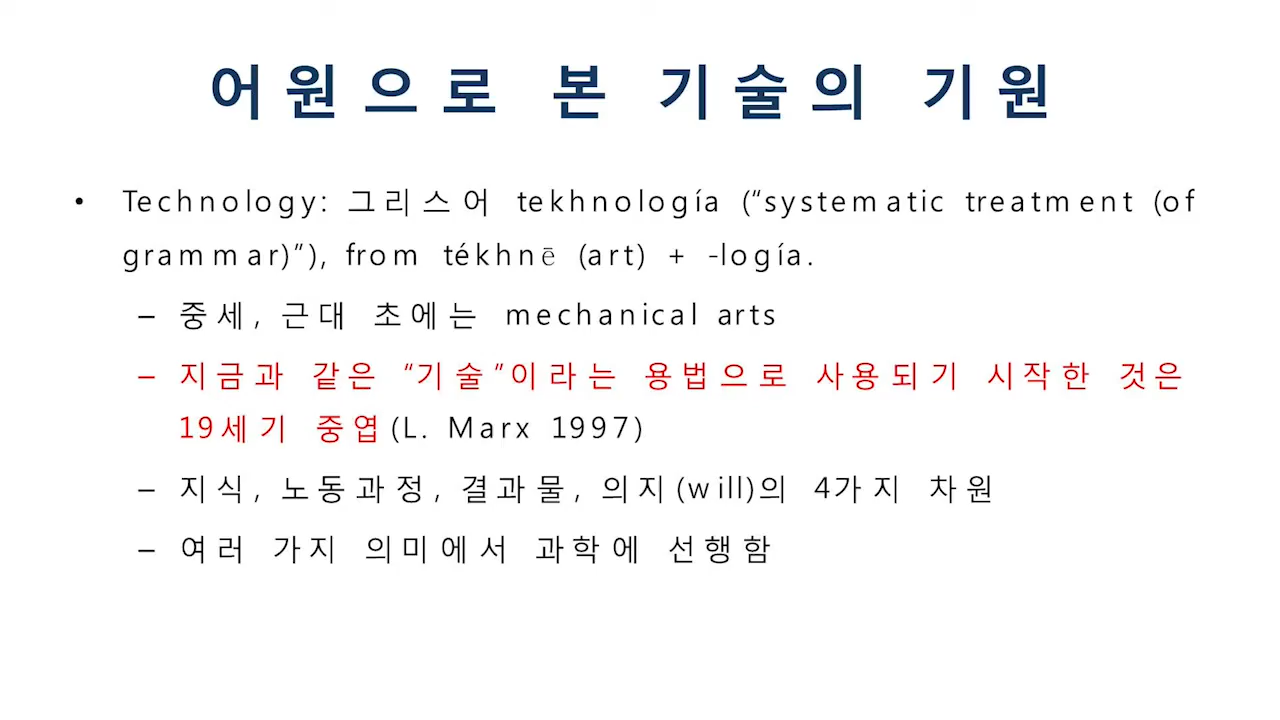 어원으로 본 기술의 기원
• Technology: 그리스어 tekhnología (“systematic treatment (of
grammar)”), from tékhnē (art) + -logía.
– 중세, 근대 초에는 mechanical arts
– 지금과 같은 “기술”이라는 용법으로 사용되기 시작한 것은
19세기 중엽(L. Marx 1997)
– 지식, 노동과정, 결과물, 의지(will)의 4가지 차원
– 여러 가지 의미에서 과학에 선행함